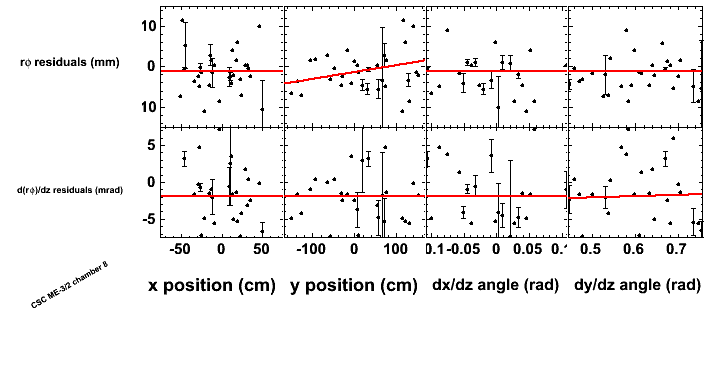 10
rϕ residuals (mm)
0
10
5
d(rϕ)/dz residuals (mrad)
0
-5
-50 0 50 -100 0 100 0.1 -0.05 0 0.05 0.1 0.5 0.6 0.7
x position (cm) y position (cm) dx/dz angle (rad) dy/dz angle (rad)
CSC ME-3/2 chamber 8